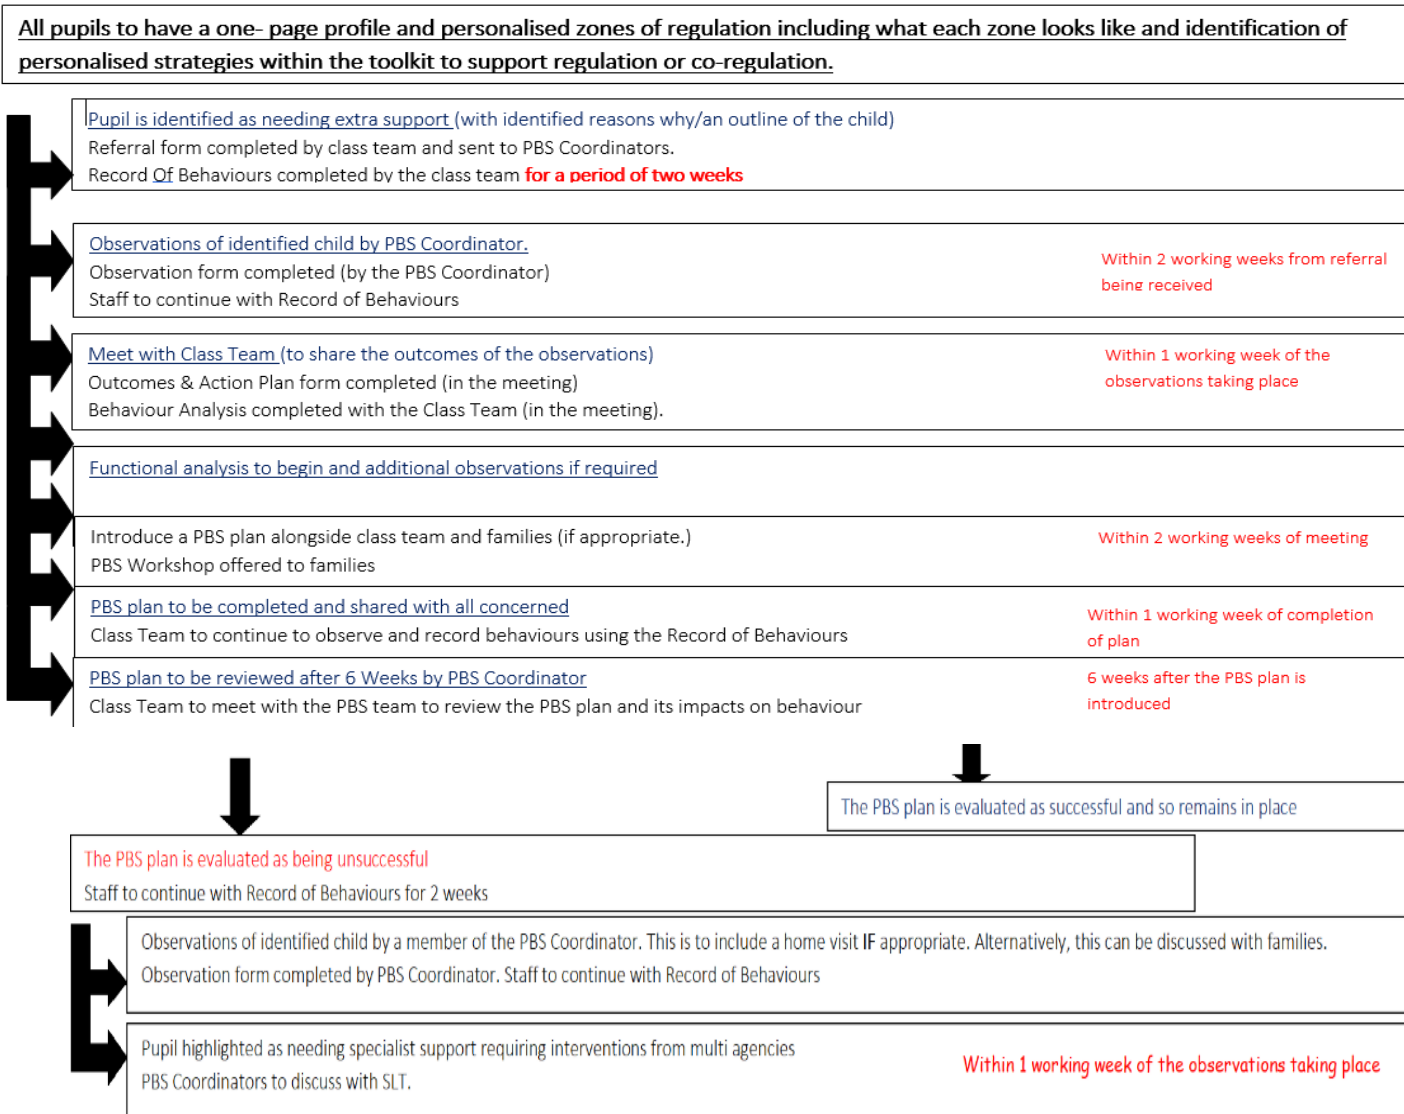 All pupils to have a one- page profile and personalised zones of regulation including what each zone looks like and identification of
personalised strategies within the toolkit to support regulation or co-regulation.
Pupil is identified as needing extra support (with identified reasons why/an outline of the child)
Referral form completed by class team and sent to PBS Coordinators.
Record Of Behaviours completed by the class team for a period of two weeks
Observations of identified child by PBS Coordinator.
Observation form completed (by the PBS Coordinator)
Staff to continue with Record of Behaviours
Within 2 working weeks from referral
being received
Meet with Class Team (to share the outcomes of the observations)
Outcomes & Action Plan form completed (in the meeting)
Behaviour Analysis completed with the Class Team (in the meeting).
Within 1 working week of the
observations taking place
Functional analysis to begin and additional observations if required
Introduce a PBS plan alongside class team and families (if appropriate.)
PBS Workshop offered to families
Within 2 working weeks of meeting
PBS plan to be completed and shared with all concerned
Class Team to continue to observe and record behaviours using the Record of Behaviours
Within 1 working week of completion
of plan
PBS plan to be reviewed after 6 Weeks by PBS Coordinator
Class Team to meet with the PBS team to review the PBS plan and its impacts on behaviour
6 weeks after the PBS plan is
introduced
The PBS plan is evaluated as successful and so remains in place
The PBS plan is evaluated as being unsuccessful
Staff to continue with Record of Behaviours for 2 weeks
Observations of identified child by a member of the PBS Coordinator. This is to include a home visit IF appropriate. Alternatively, this can be discussed with families.
Observation form completed by PBS Coordinator. Staff to continue with Record of Behaviours
Pupil highlighted as needing specialist support requiring interventions from multi agencies
PBS Coordinators to discuss with SLT.
Within 1 working week of the observations taking place